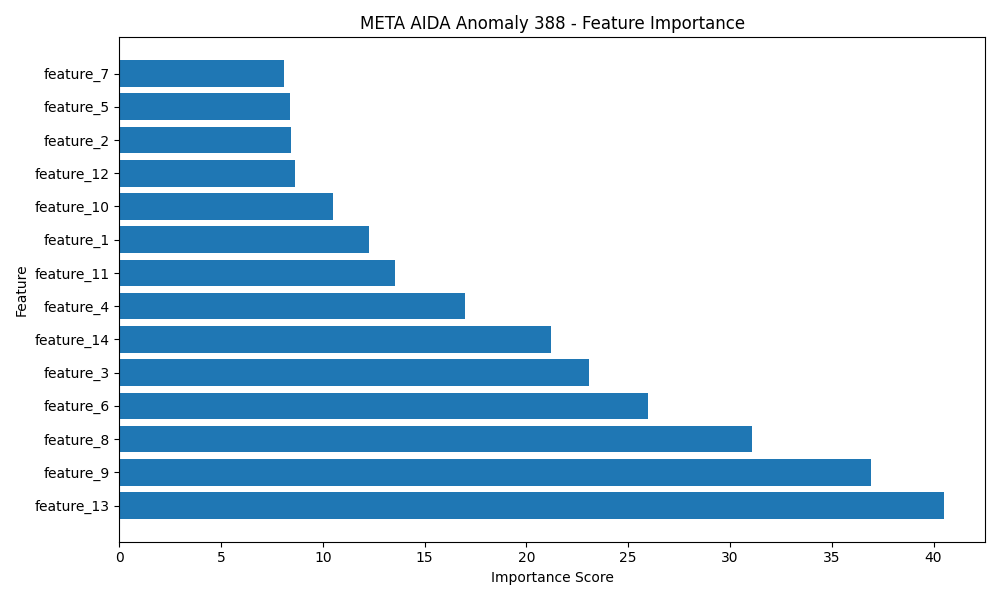 META AIDA Anomaly 388 - Feature Importance
feature_7
feature_5
feature_2
feature_12
feature_10
feature_1
feature_11
feature_4
feature_14
feature_3
feature_6
feature_8
feature_9
feature_13
Feature
0 5 10 15 20 25 30 35 40
Importance Score